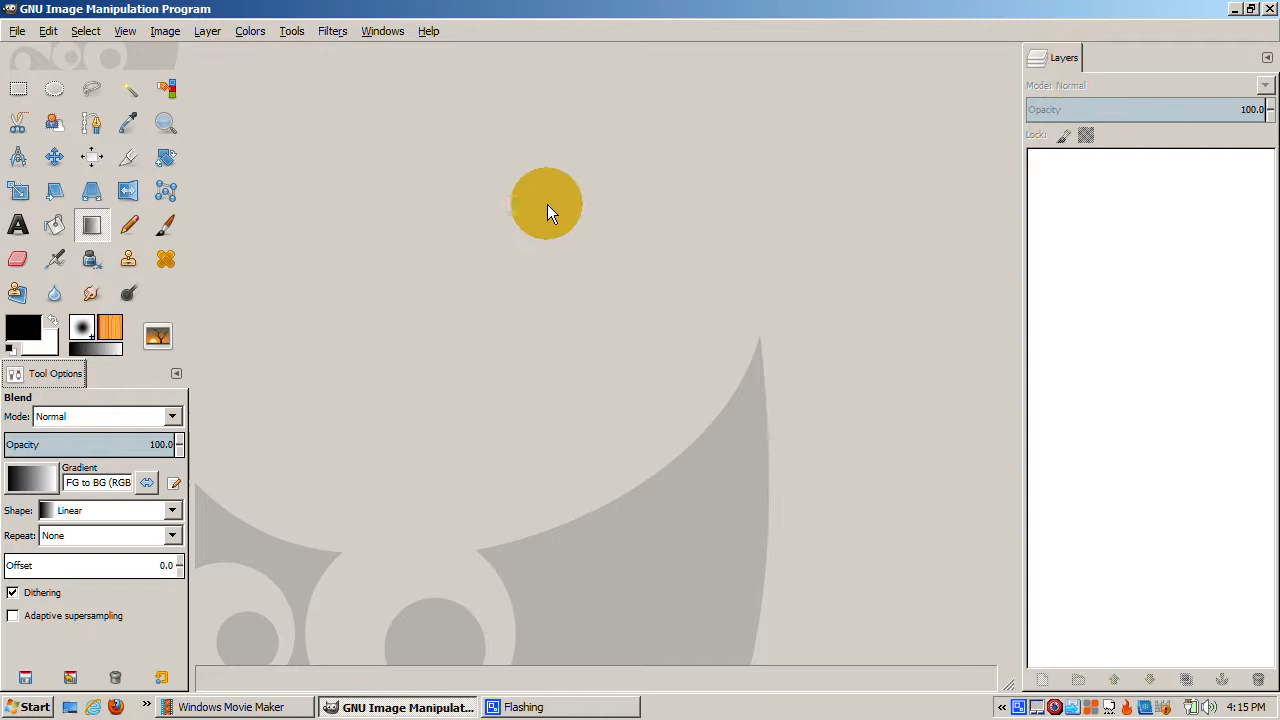 GNU Image Manipulation Program
File Edit Select View Image Layer Colors Tools Filters Windows Help
Layers
Mode: Normal
Opacity 100.0
Lock:
Tool Options
Blend
Mode: Normal
Opacity 100.0
Gradient
FG to BG (RGB
Shape: Linear
Repeat: None
Offset 0.0
Dithering
Adaptive supersampling
Start Windows Movie Maker GNU Image Manipulat... Flashing 4:15 PM